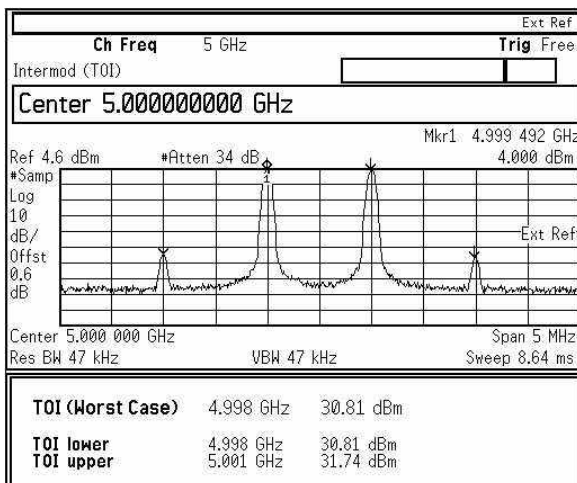 Ext Ref
Ch Freq 5 GHz Trig Free
Intermod (TOI)
Center 5.000000000 GHz
Mkr1 4.999 492 GHz
Ref 4.6 dBm #Atten 34 dB 4.000 dBm
#Samp
Log
10
dB/
Offst
0.6
dB
1
Ext Ref
Center 5.000 000 GHz Span 5 MHz
Res BW 47 kHz VBW 47 kHz Sweep 8.64 ms
TOI (Worst Case) 4.998 GHz 30.81 dBm
TOI lower 4.998 GHz 30.81 dBm
TOI upper 5.001 GHz 31.74 dBm